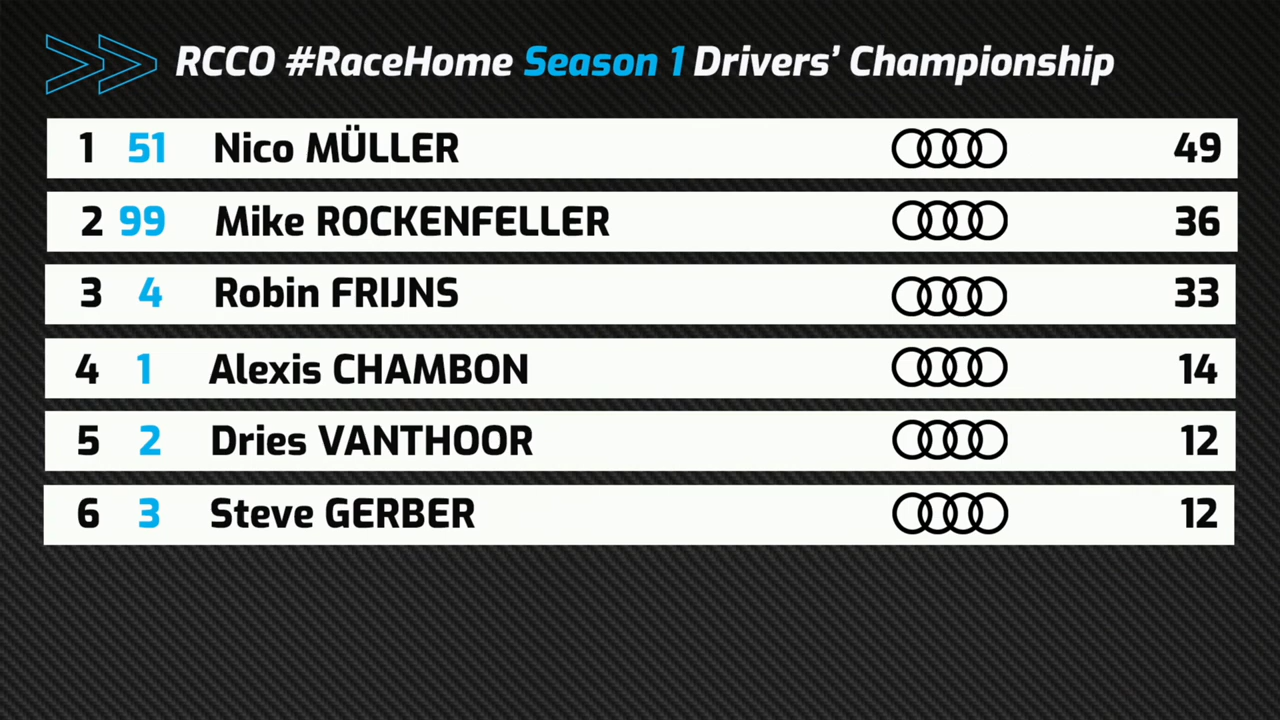 RCCO #RaceHome Season 1 Drivers’ Championship
1 51 Nico MÜLLER 49
2 99 Mike ROCKENFELLER 36
3 4 Robin FRIJNS 33
4 1 Alexis CHAMBON 14
5 2 Dries VANTHOOR 12
6 3 Steve GERBER 12